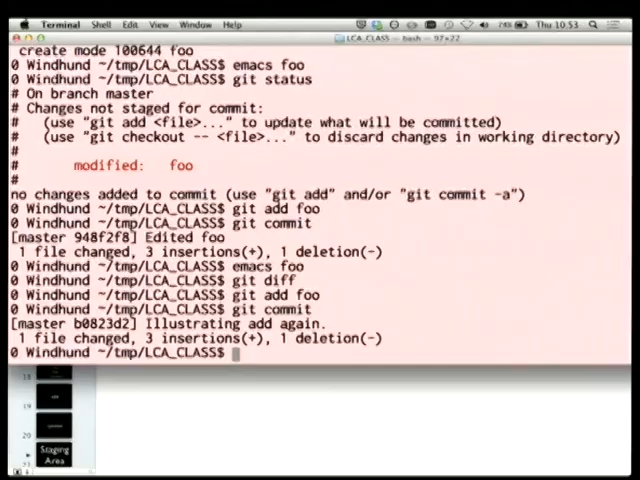 Terminal Shell Edit View Window Help Thu 10:53
LCA_CLASS — bash — 97×22
create mode 100644 foo
0 Windhund ~/tmp/LCA_CLASS$ emacs foo
0 Windhund ~/tmp/LCA_CLASS$ git status
# On branch master
# Changes not staged for commit:
#   (use "git add <file>..." to update what will be committed)
#   (use "git checkout -- <file>..." to discard changes in working directory)
#
#       modified:   foo
#
no changes added to commit (use "git add" and/or "git commit -a")
0 Windhund ~/tmp/LCA_CLASS$ git add foo
0 Windhund ~/tmp/LCA_CLASS$ git commit
[master 948f2f8] Edited foo
1 file changed, 3 insertions(+), 1 deletion(-)
0 Windhund ~/tmp/LCA_CLASS$ emacs foo
0 Windhund ~/tmp/LCA_CLASS$ git diff
0 Windhund ~/tmp/LCA_CLASS$ git add foo
0 Windhund ~/tmp/LCA_CLASS$ git commit
[master b0823d2] Illustrating add again.
1 file changed, 3 insertions(+), 1 deletion(-)
0 Windhund ~/tmp/LCA_CLASS$
18
19
20
Staging
Area